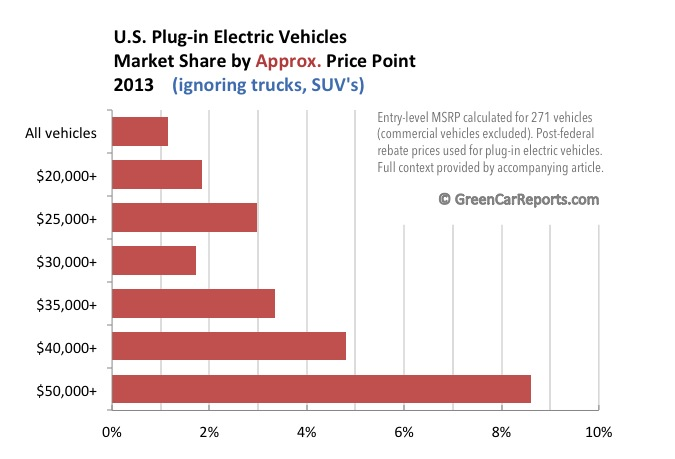 U.S. Plug-in Electric Vehicles
Market Share by Approx. Price Point
2013 (ignoring trucks, SUV's)
Entry-level MSRP calculated for 271 vehicles
(commercial vehicles excluded). Post-federal
rebate prices used for plug-in electric vehicles.
Full context provided by accompanying article.
© GreenCarReports.com
All vehicles
$20,000+
$25,000+
$30,000+
$35,000+
$40,000+
$50,000+
0% 2% 4% 6% 8% 10%